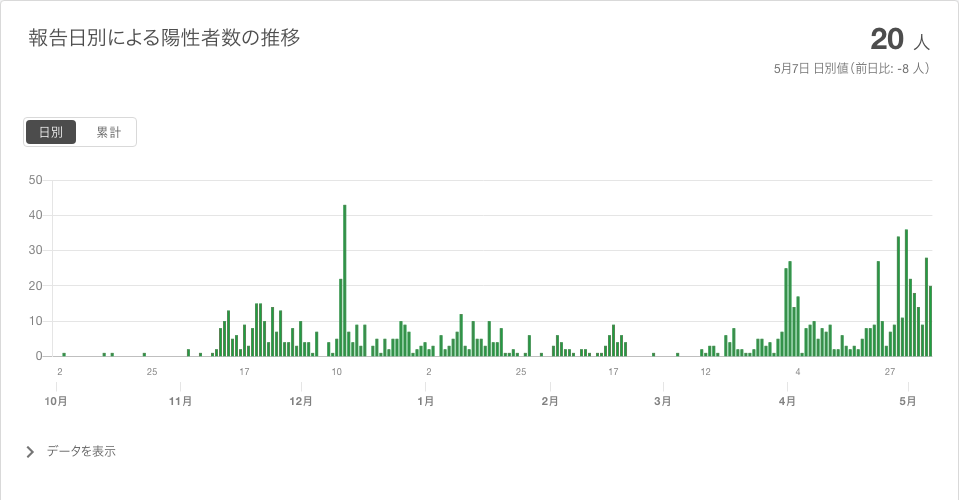 報告日別による陽性者数の推移
20 人
5月7日 日別値（前日比: -8 人）
日別 累計
50
40
30
20
10
0
2 25 17 10 2 25 17 12 4 27
10月 11月 12月 1月 2月 3月 4月 5月
データを表示